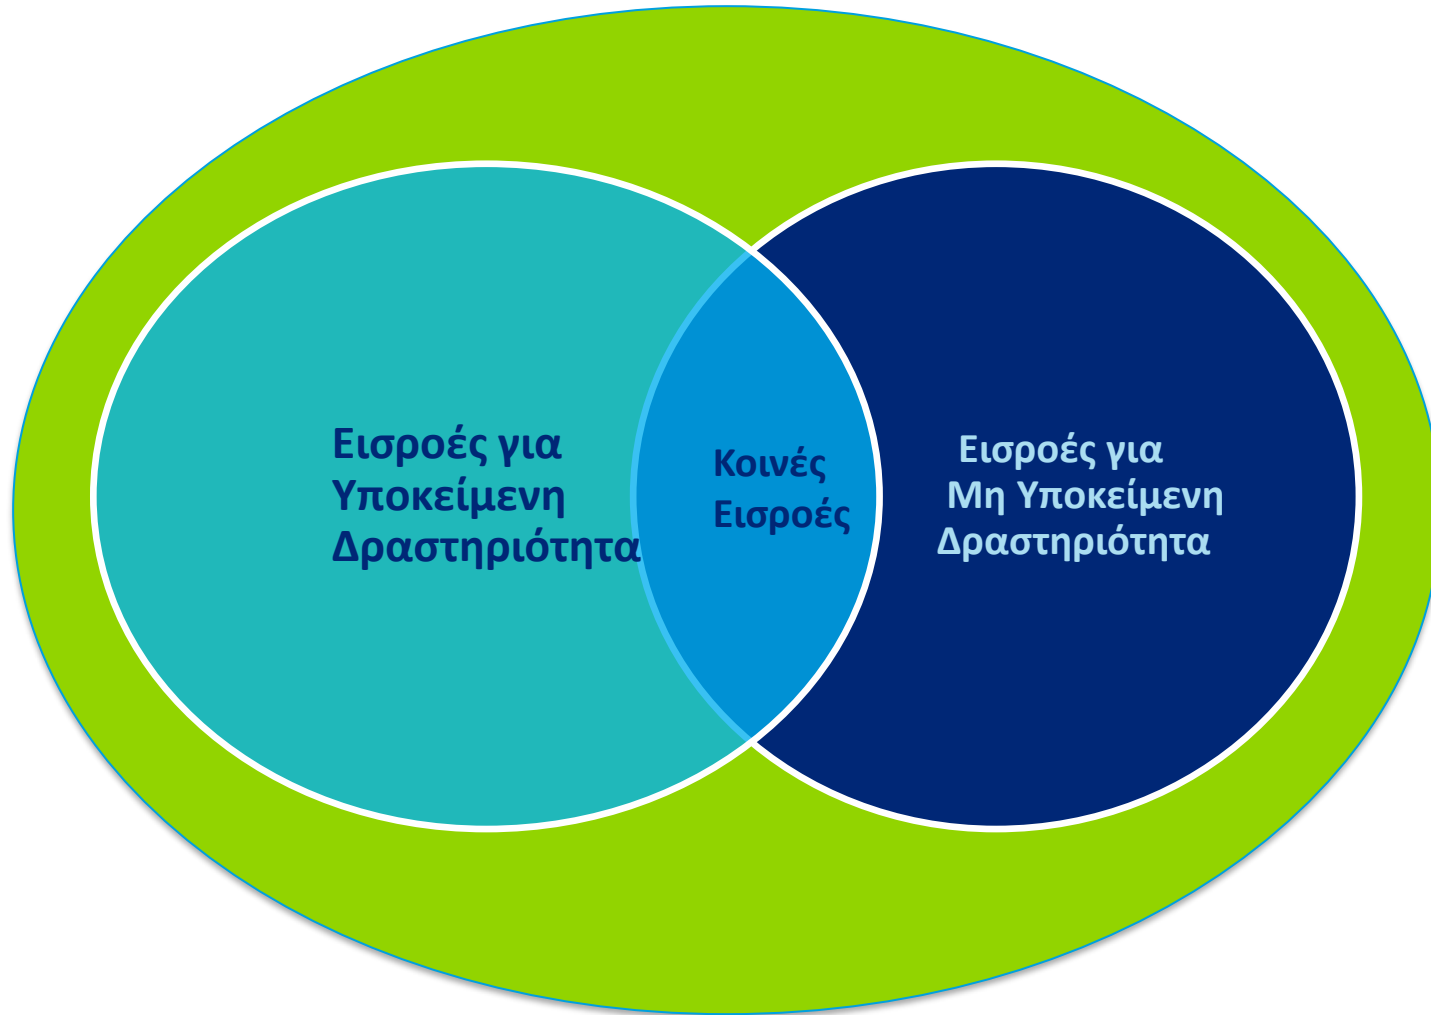 Εισροές για
Υποκείμενη
Δραστηριότητα
Κοινές
Εισροές
Εισροές για
Μη Υποκείμενη
Δραστηριότητα